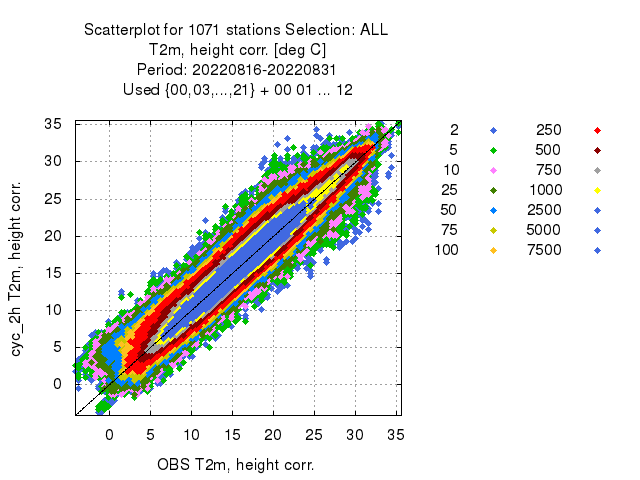 Scatterplot for 1071 stations Selection: ALL
T2m, height corr. [deg C]
Period: 20220816-20220831
Used {00,03,...,21} + 00 01 ... 12
35
30
25
20
15
10
5
0
cyc_2h T2m, height corr.
0 5 10 15 20 25 30 35
OBS T2m, height corr.
2 250
5 500
10 750
25 1000
50 2500
75 5000
100 7500